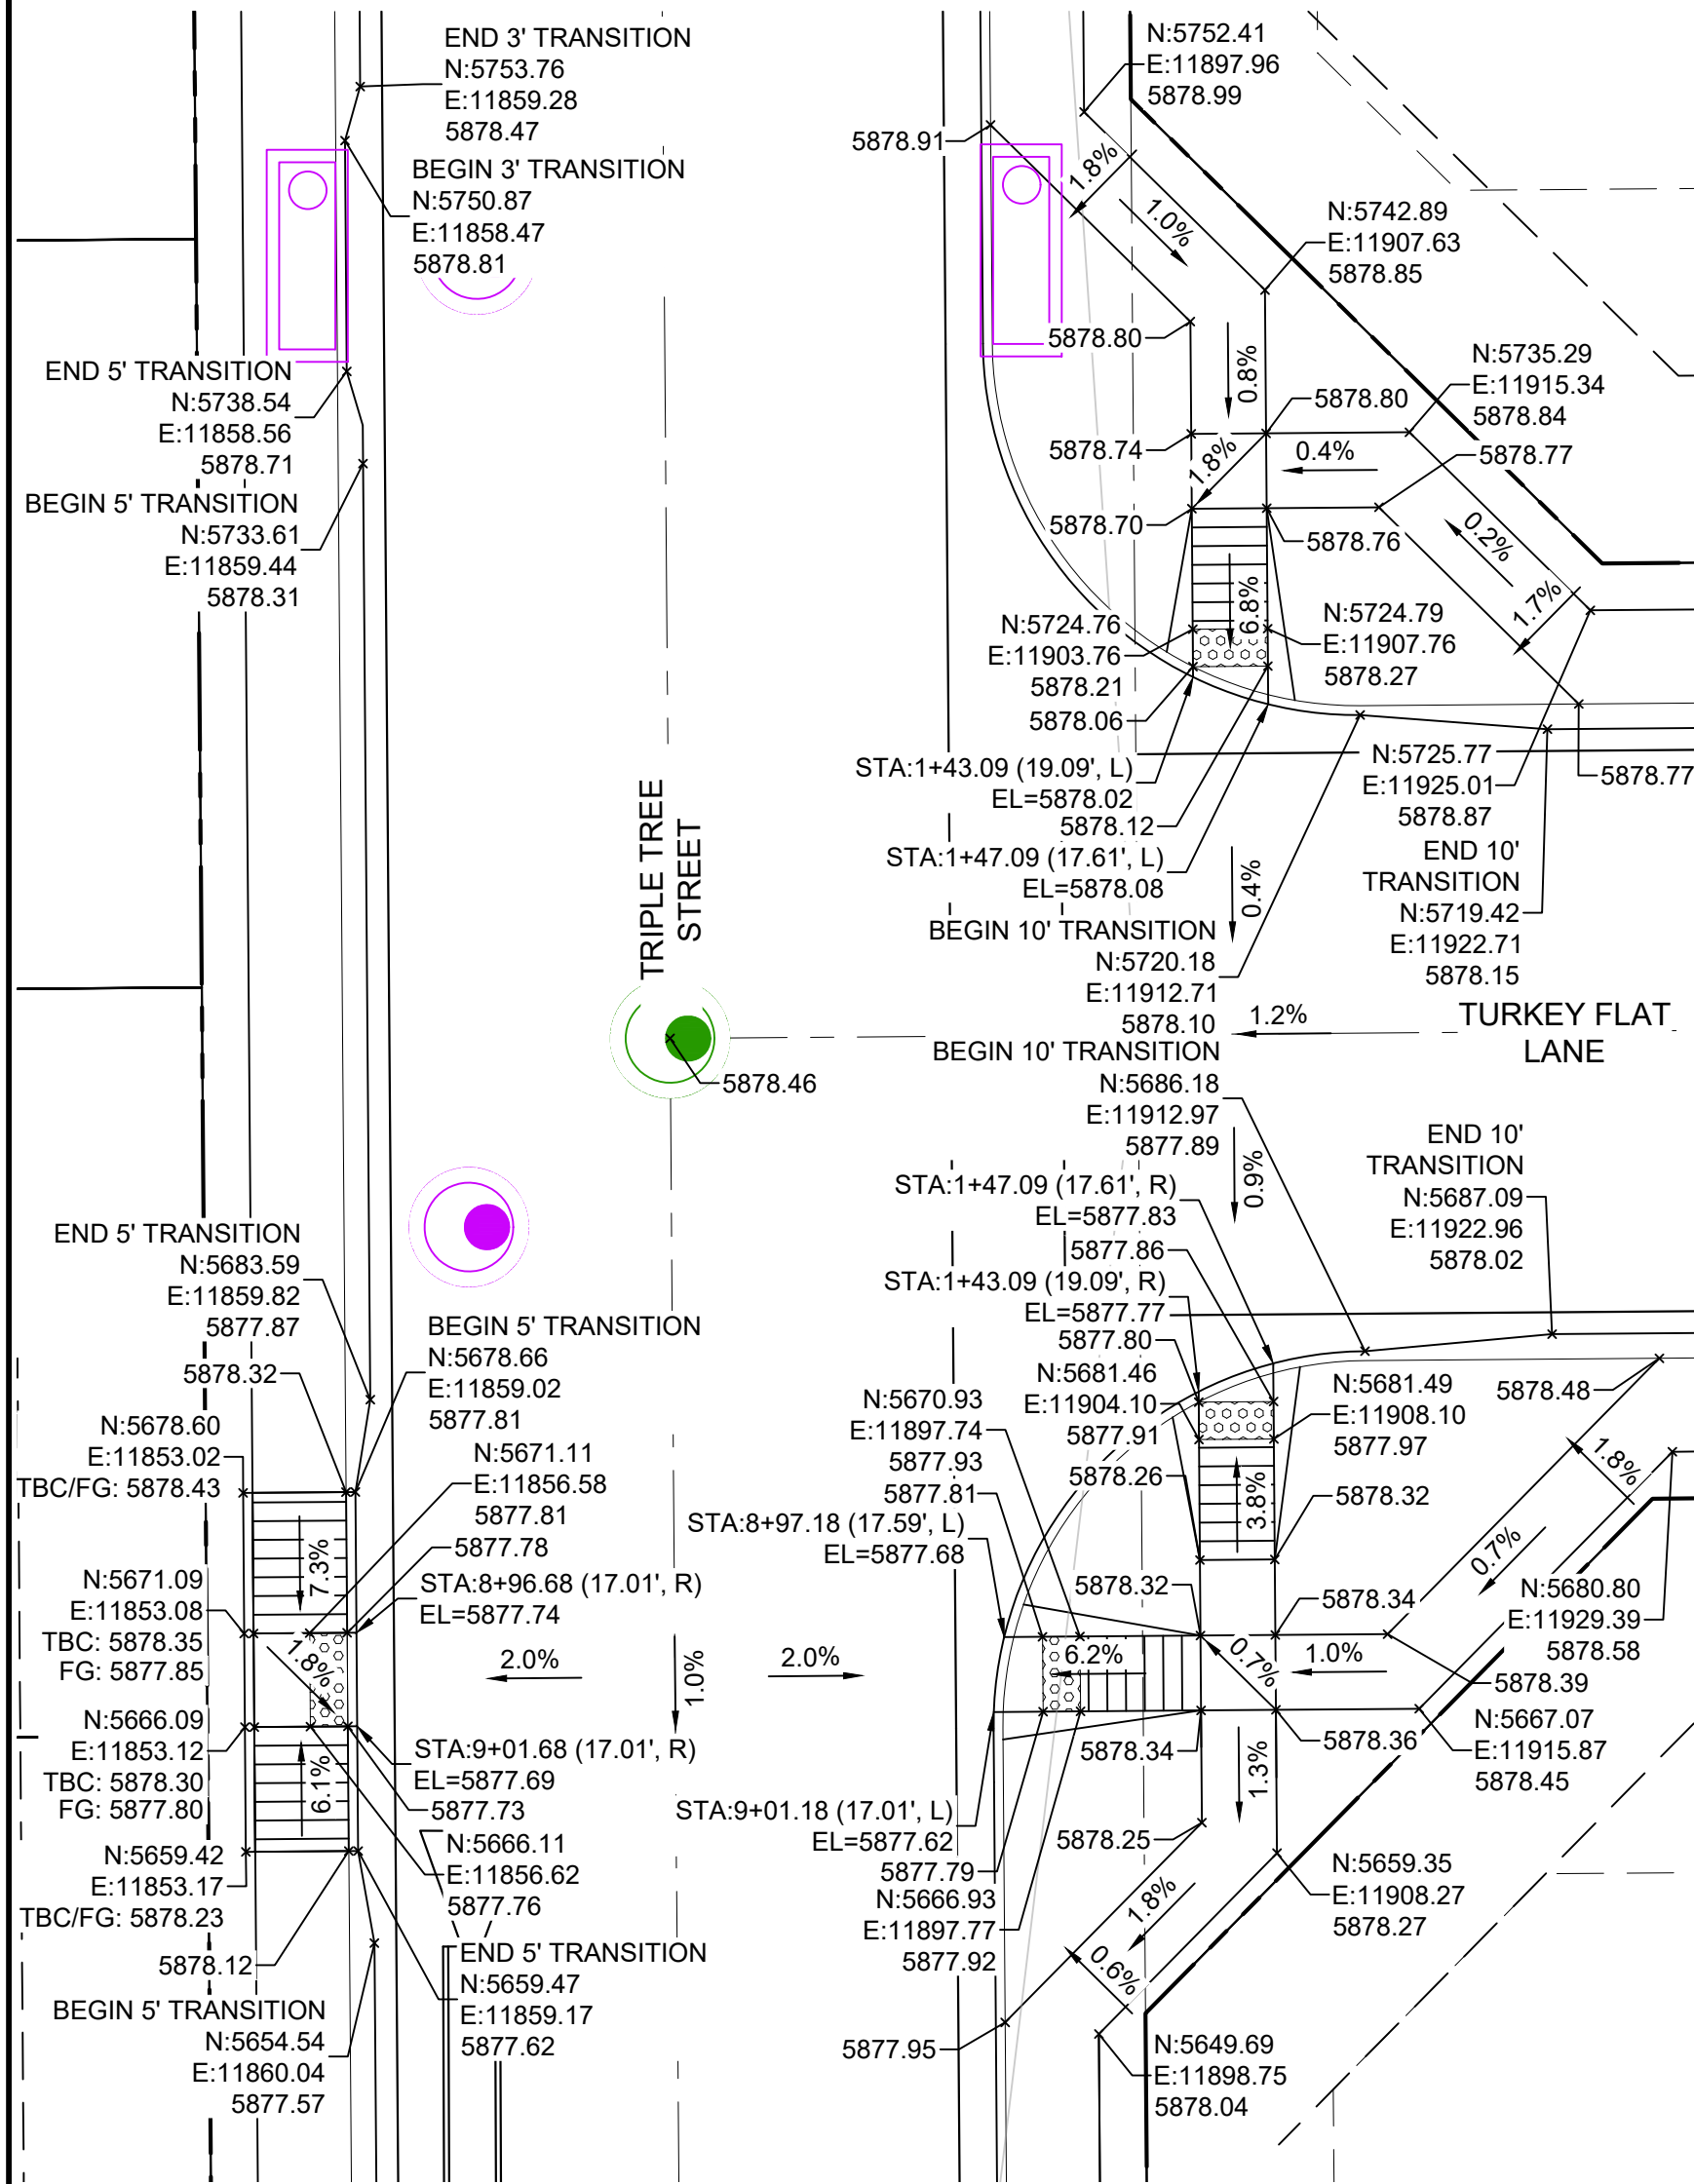 END 3' TRANSITION
N:5753.76
E:11859.28
5878.47
BEGIN 3' TRANSITION
N:5750.87
E:11858.47
5878.81
END 5' TRANSITION
N:5738.54
E:11858.56
5878.71
BEGIN 5' TRANSITION
N:5733.61
E:11859.44
5878.31
N:5752.41
E:11897.96
5878.99
5878.91
1.8%
1.0%
N:5742.89
E:11907.63
5878.85
5878.80
0.8%
N:5735.29
E:11915.34
5878.84
5878.80
5878.74
1.8%
0.4%
5878.77
5878.70
5878.76
0.2%
1.7%
6.8%
N:5724.76
E:11903.76
5878.21
5878.06
N:5724.79
E:11907.76
5878.27
STA:1+43.09 (19.09', L)
EL=5878.02
5878.12
STA:1+47.09 (17.61', L)
EL=5878.08
N:5725.77
E:11925.01
5878.87
5878.77
0.4%
END 10'
TRANSITION
N:5719.42
E:11922.71
5878.15
BEGIN 10' TRANSITION
N:5720.18
E:11912.71
5878.10
TRIPLE TREE
STREET
1.2%
TURKEY FLAT
LANE
5878.46
BEGIN 10' TRANSITION
N:5686.18
E:11912.97
5877.89
0.9%
END 10'
TRANSITION
N:5687.09
E:11922.96
5878.02
STA:1+47.09 (17.61', R)
EL=5877.83
5877.86
STA:1+43.09 (19.09', R)
EL=5877.77
5877.80
N:5681.46
E:11904.10
5877.91
N:5681.49
E:11908.10
5877.97
5878.48
END 5' TRANSITION
N:5683.59
E:11859.82
5877.87
5878.32
BEGIN 5' TRANSITION
N:5678.66
E:11859.02
5877.81
N:5678.60
E:11853.02
TBC/FG: 5878.43
N:5671.11
E:11856.58
5877.81
5877.78
7.3%
STA:8+96.68 (17.01', R)
EL=5877.74
N:5671.09
E:11853.08
TBC: 5878.35
FG: 5877.85
1.8%
N:5666.09
E:11853.12
TBC: 5878.30
FG: 5877.80
6.1%
STA:9+01.68 (17.01', R)
EL=5877.69
5877.73
N:5666.11
E:11856.62
5877.76
N:5659.42
E:11853.17
TBC/FG: 5878.23
5878.12
END 5' TRANSITION
N:5659.47
E:11859.17
5877.62
BEGIN 5' TRANSITION
N:5654.54
E:11860.04
5877.57
2.0%
1.0%
2.0%
N:5670.93
E:11897.74
5877.93
5877.81
STA:8+97.18 (17.59', L)
EL=5877.68
5878.26
3.8%
5878.32
1.8%
0.7%
5878.32
5878.34
N:5680.80
E:11929.39
5878.58
6.2%
0.7%
1.0%
5878.39
N:5667.07
E:11915.87
5878.45
5878.34
5878.36
1.3%
STA:9+01.18 (17.01', L)
EL=5877.62
5877.79
N:5666.93
E:11897.77
5877.92
5878.25
N:5659.35
E:11908.27
5878.27
1.8%
0.6%
5877.95
N:5649.69
E:11898.75
5878.04